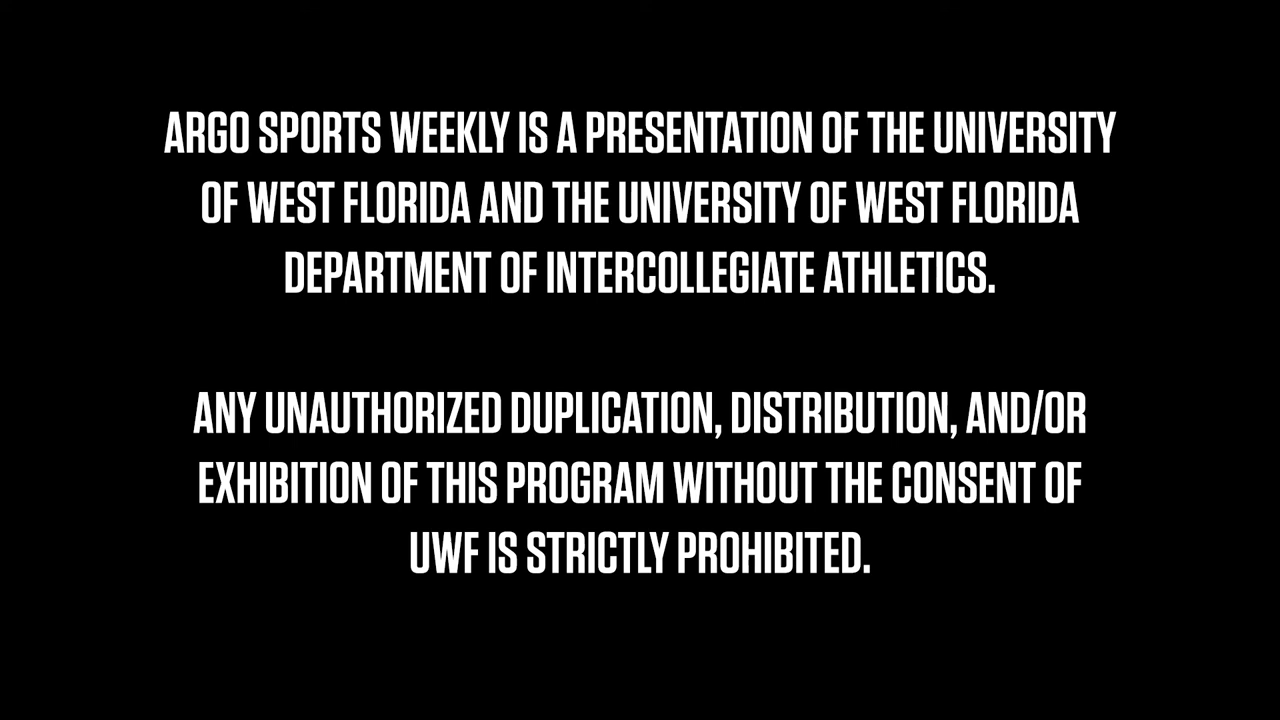 ARGO SPORTS WEEKLY IS A PRESENTATION OF THE UNIVERSITY
OF WEST FLORIDA AND THE UNIVERSITY OF WEST FLORIDA
DEPARTMENT OF INTERCOLLEGIATE ATHLETICS.
ANY UNAUTHORIZED DUPLICATION, DISTRIBUTION, AND/OR
EXHIBITION OF THIS PROGRAM WITHOUT THE CONSENT OF
UWF IS STRICTLY PROHIBITED.